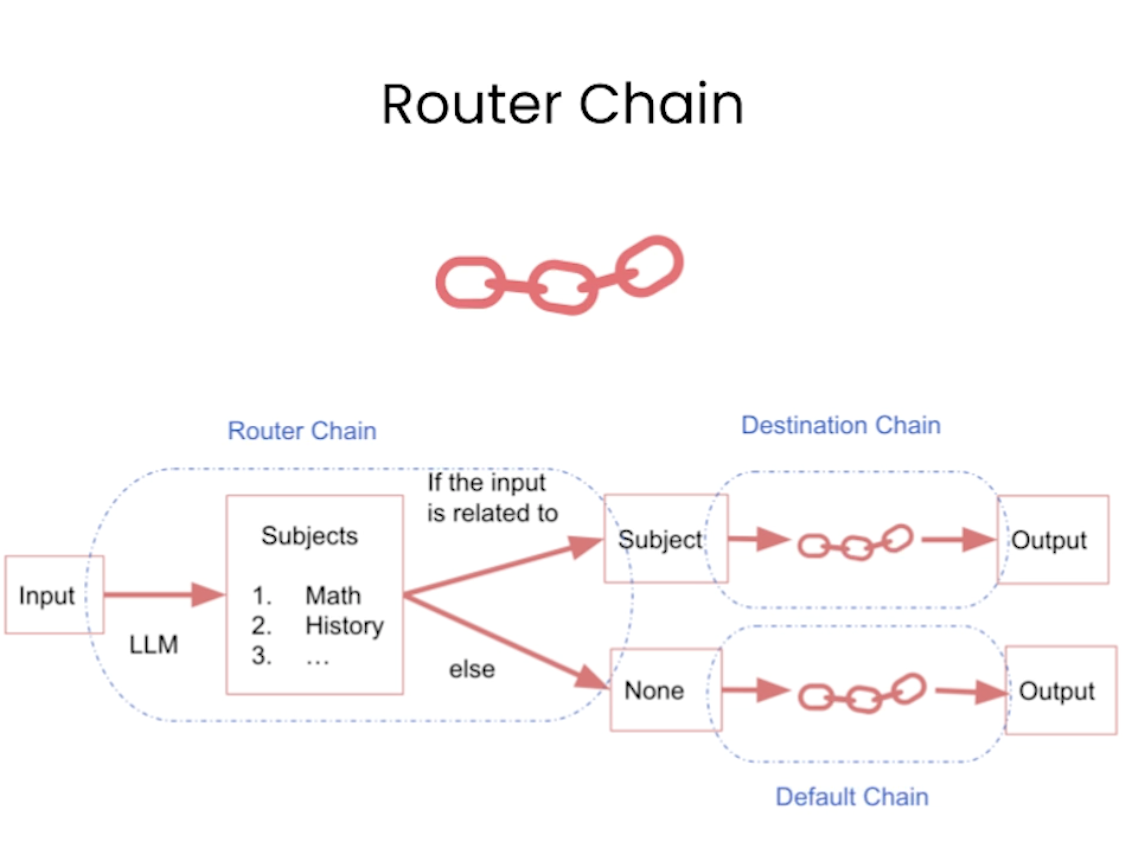 Router Chain
Router Chain
Destination Chain
If the input
is related to
Subjects
1. Math
2. History
3. ...
Input
LLM
else
Subject
Output
None
Output
Default Chain